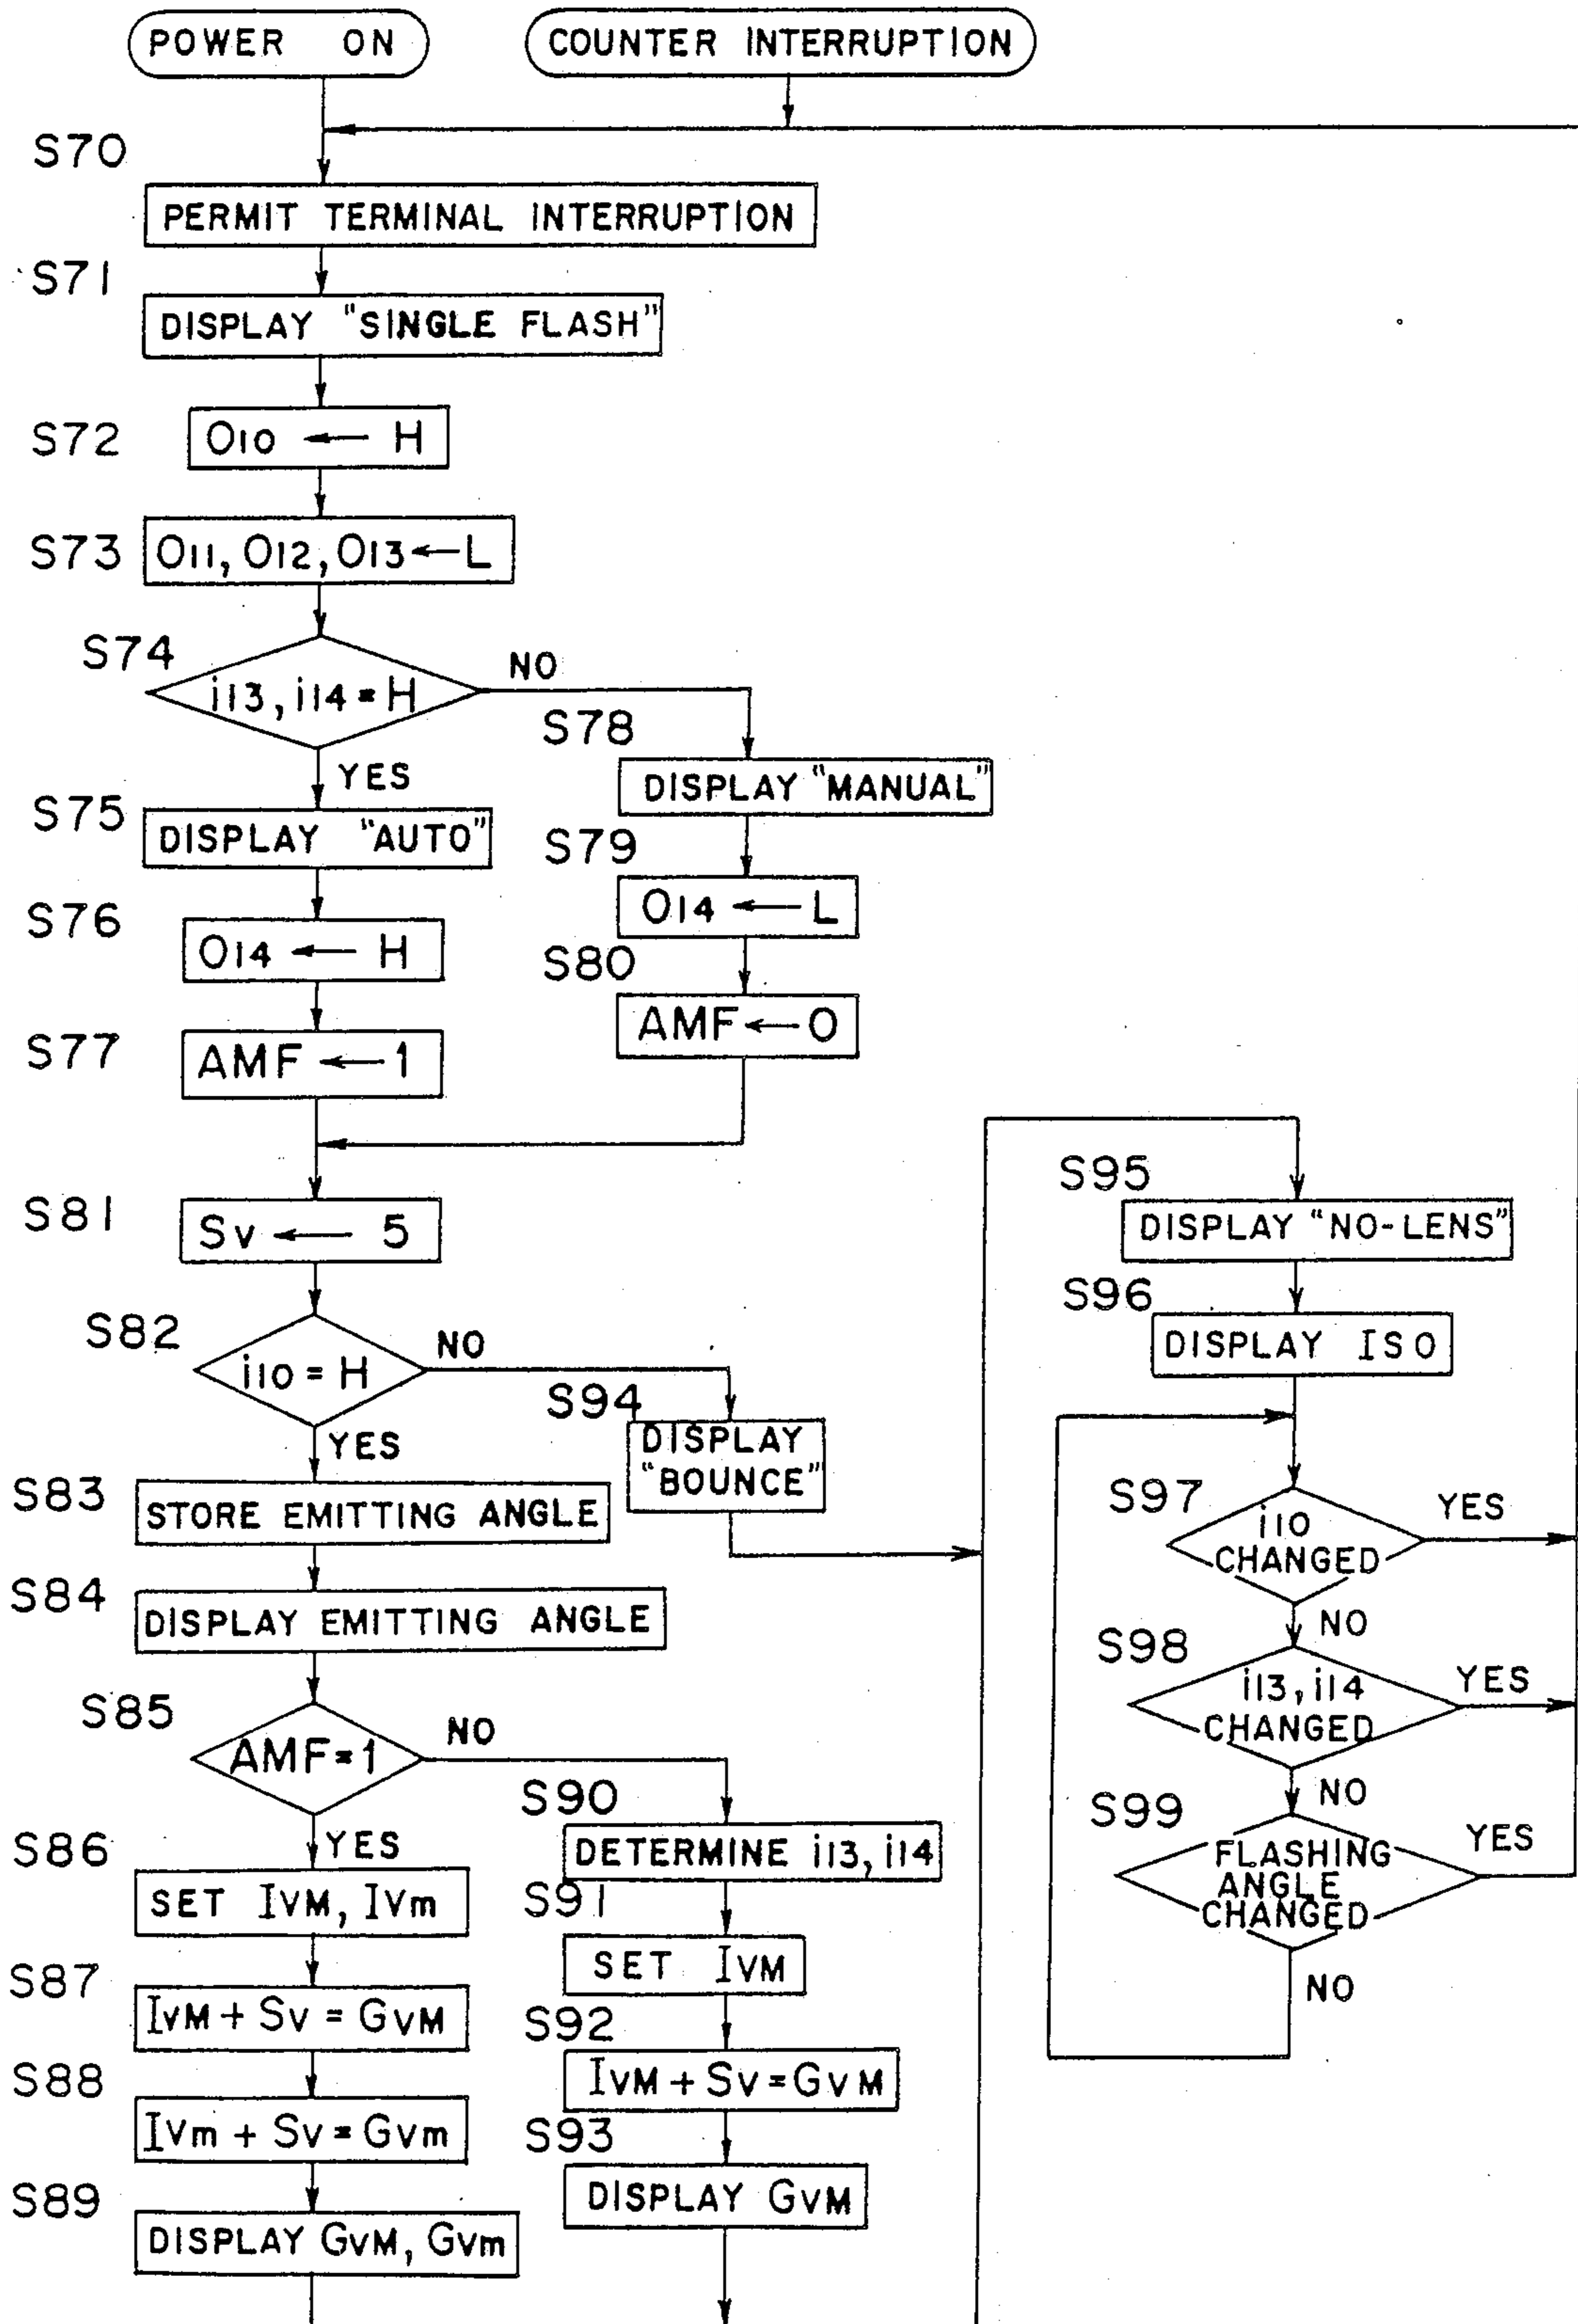 POWER ON
COUNTER INTERRUPTION
S70
PERMIT TERMINAL INTERRUPTION
S71
DISPLAY "SINGLE FLASH"
S72
O10 ← H
S73
O11, O12, O13 ← L
S74
i13, i14 = H
NO
YES
S75
DISPLAY "AUTO"
S76
O14 ← H
S77
AMF ← 1
S78
DISPLAY "MANUAL"
S79
O14 ← L
S80
AMF ← 0
S81
Sv ← 5
S82
i10 = H
NO
YES
S94
DISPLAY
"BOUNCE"
S83
STORE EMITTING ANGLE
S84
DISPLAY EMITTING ANGLE
S85
AMF = 1
NO
YES
S86
SET IvM, Ivm
S87
IvM + Sv = GvM
S88
Ivm + Sv = Gvm
S89
DISPLAY GvM, Gvm
S90
DETERMINE i13, i14
S91
SET IvM
S92
IvM + Sv = GvM
S93
DISPLAY GvM
S95
DISPLAY "NO-LENS"
S96
DISPLAY ISO
S97
i10
CHANGED
YES
NO
S98
i13, i14
CHANGED
YES
NO
S99
FLASHING
ANGLE
CHANGED
YES
NO